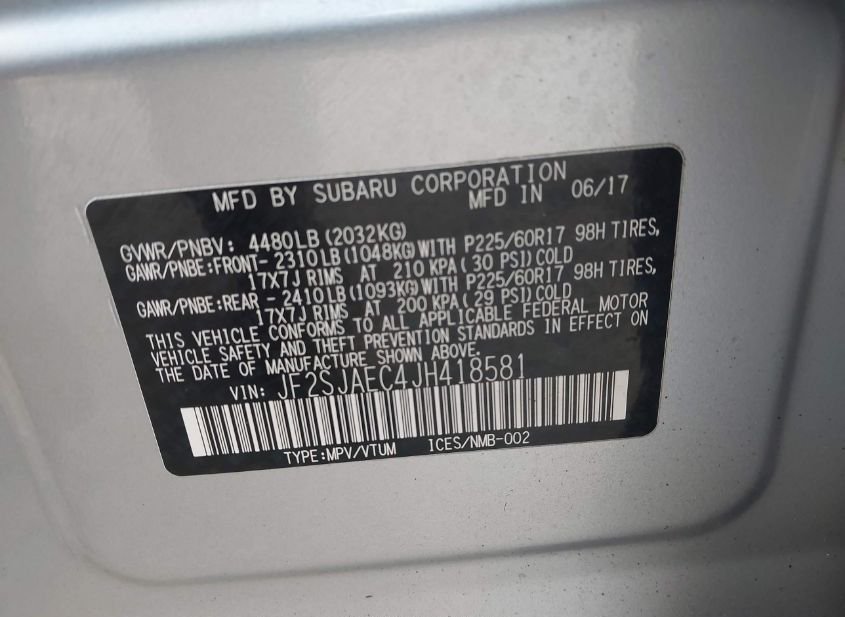 MFD BY SUBARU CORPORATION
MFD IN 06/17
GVWR/PNBV: 4480LB (2032KG)
GAWR/PNBE:FRONT- 2310LB (1048KG) WITH P225/60R17 98H TIRES,
17X7J RIMS AT 210 KPA( 30 PSI) COLD
GAWR/PNBE:REAR - 2410LB (1093KG) WITH P225/60R17 98H TIRES,
17X7J RIMS AT 200 KPA( 29 PSI) COLD
THIS VEHICLE CONFORMS TO ALL APPLICABLE FEDERAL MOTOR
VEHICLE SAFETY AND THEFT PREVENTION STANDARDS IN EFFECT ON
THE DATE OF MANUFACTURE SHOWN ABOVE.
VIN: JF2SJAEC4JH418581
TYPE:MPV/VTUM ICES/NMB-002